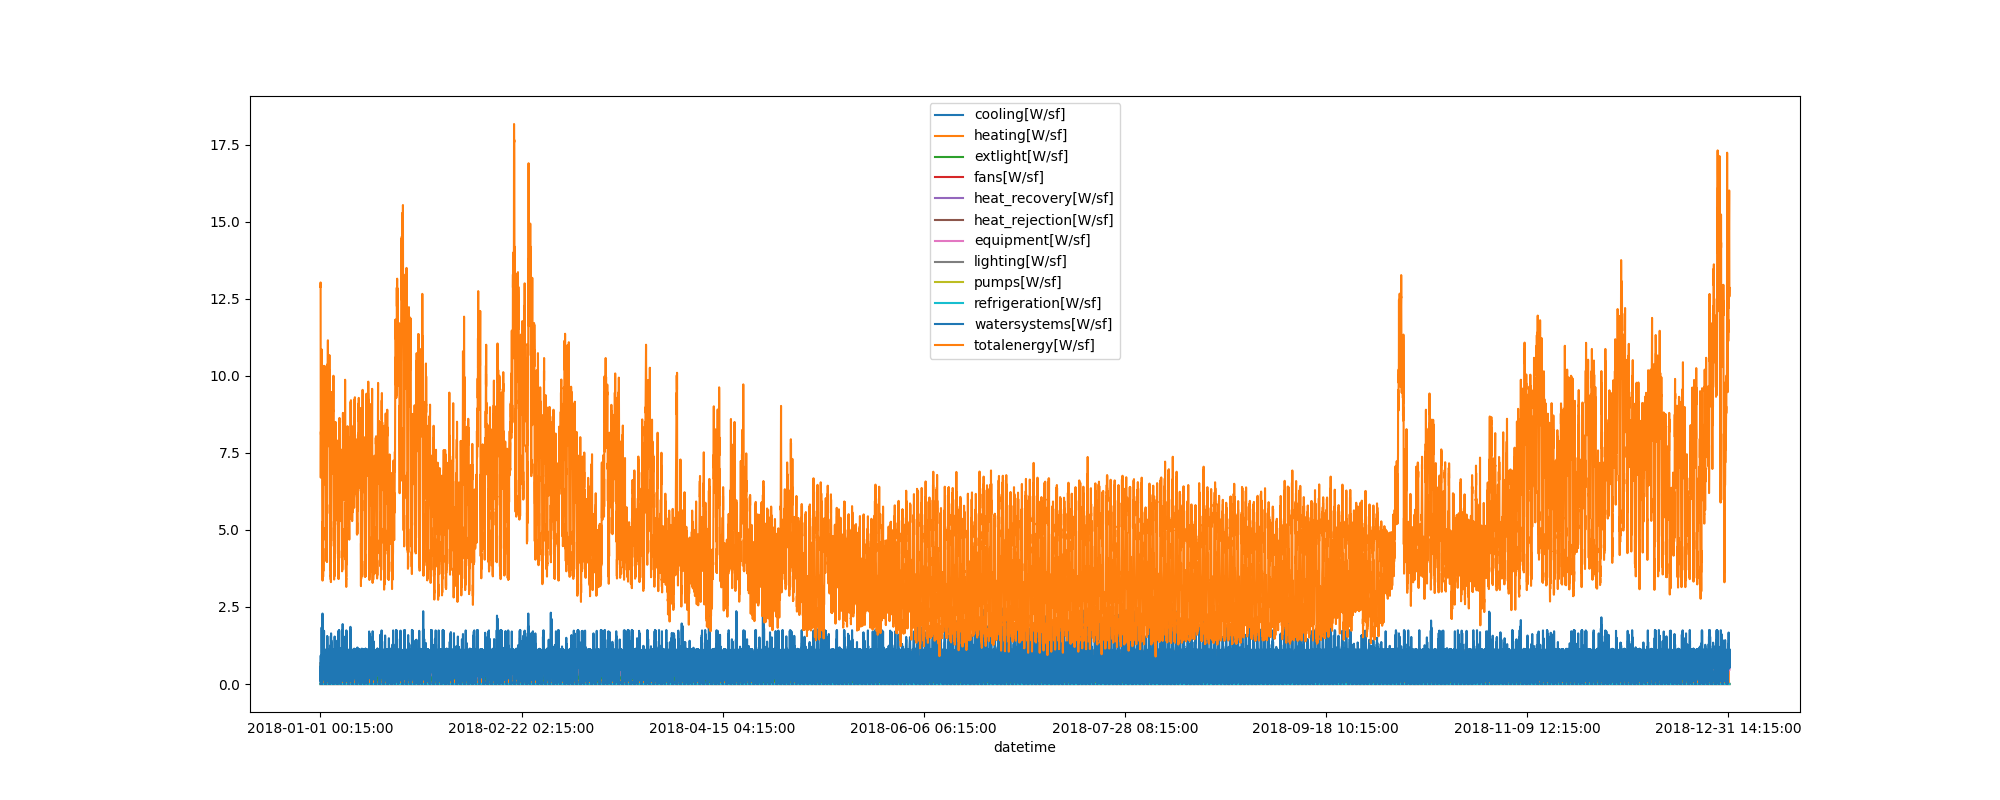 cooling[W/sf]
heating[W/sf]
extlight[W/sf]
fans[W/sf]
heat_recovery[W/sf]
heat_rejection[W/sf]
equipment[W/sf]
lighting[W/sf]
pumps[W/sf]
refrigeration[W/sf]
watersystems[W/sf]
totalenergy[W/sf]
17.5
15.0
12.5
10.0
7.5
5.0
2.5
0.0
2018-01-01 00:15:00 2018-02-22 02:15:00 2018-04-15 04:15:00 2018-06-06 06:15:00 2018-07-28 08:15:00 2018-09-18 10:15:00 2018-11-09 12:15:00 2018-12-31 14:15:00
datetime